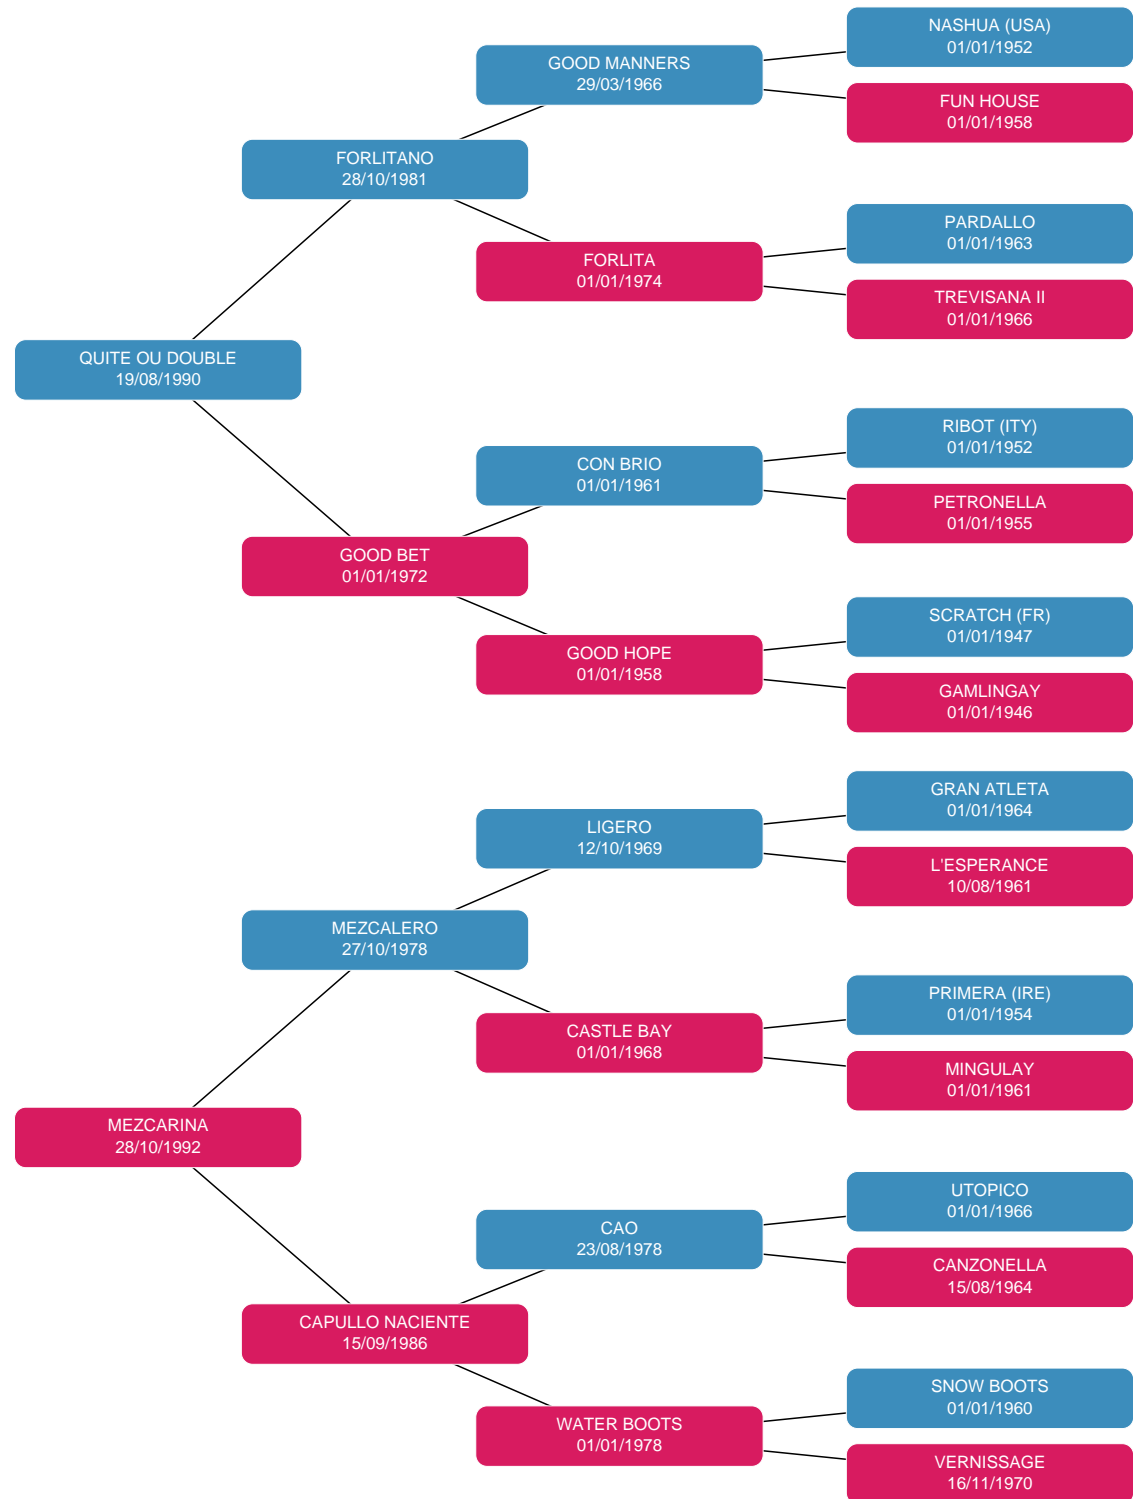 NASHUA (USA)
01/01/1952
GOOD MANNERS
29/03/1966
FUN HOUSE
01/01/1958
FORLITANO
28/10/1981
PARDALLO
01/01/1963
FORLITA
01/01/1974
TREVISANA II
01/01/1966
QUITE OU DOUBLE
19/08/1990
RIBOT (ITY)
01/01/1952
CON BRIO
01/01/1961
PETRONELLA
01/01/1955
GOOD BET
01/01/1972
SCRATCH (FR)
01/01/1947
GOOD HOPE
01/01/1958
GAMLINGAY
01/01/1946
GRAN ATLETA
01/01/1964
LIGERO
12/10/1969
L'ESPERANCE
10/08/1961
MEZCALERO
27/10/1978
PRIMERA (IRE)
01/01/1954
CASTLE BAY
01/01/1968
MINGULAY
01/01/1961
MEZCARINA
28/10/1992
UTOPICO
01/01/1966
CAO
23/08/1978
CANZONELLA
15/08/1964
CAPULLO NACIENTE
15/09/1986
SNOW BOOTS
01/01/1960
WATER BOOTS
01/01/1978
VERNISSAGE
16/11/1970